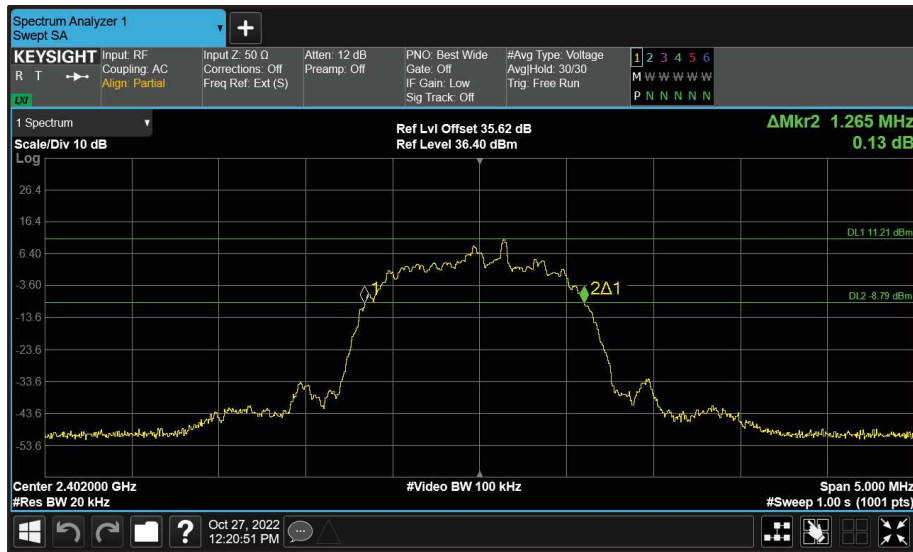 Spectrum Analyzer 1
Swept SA
+
KEYSIGHT
R T
LXI
Input: RF
Coupling: AC
Align: Partial
Input Z: 50 Ω
Corrections: Off
Freq Ref: Ext (S)
Atten: 12 dB
Preamp: Off
PNO: Best Wide
Gate: Off
IF Gain: Low
Sig Track: Off
#Avg Type: Voltage
Avg|Hold: 30/30
Trig: Free Run
1 2 3 4 5 6
M W W W W W
P N N N N N
1 Spectrum
Scale/Div 10 dB
Log
Ref Lvl Offset 35.62 dB
Ref Level 36.40 dBm
ΔMkr2 1.265 MHz
0.13 dB
26.4
16.4
DL1 11.21 dBm
6.40
-3.60
1
2Δ1
DL2 -8.79 dBm
-13.6
-23.6
-33.6
-43.6
-53.6
Center 2.402000 GHz
#Video BW 100 kHz
Span 5.000 MHz
#Res BW 20 kHz
#Sweep 1.00 s (1001 pts)
?
Oct 27, 2022
12:20:51 PM